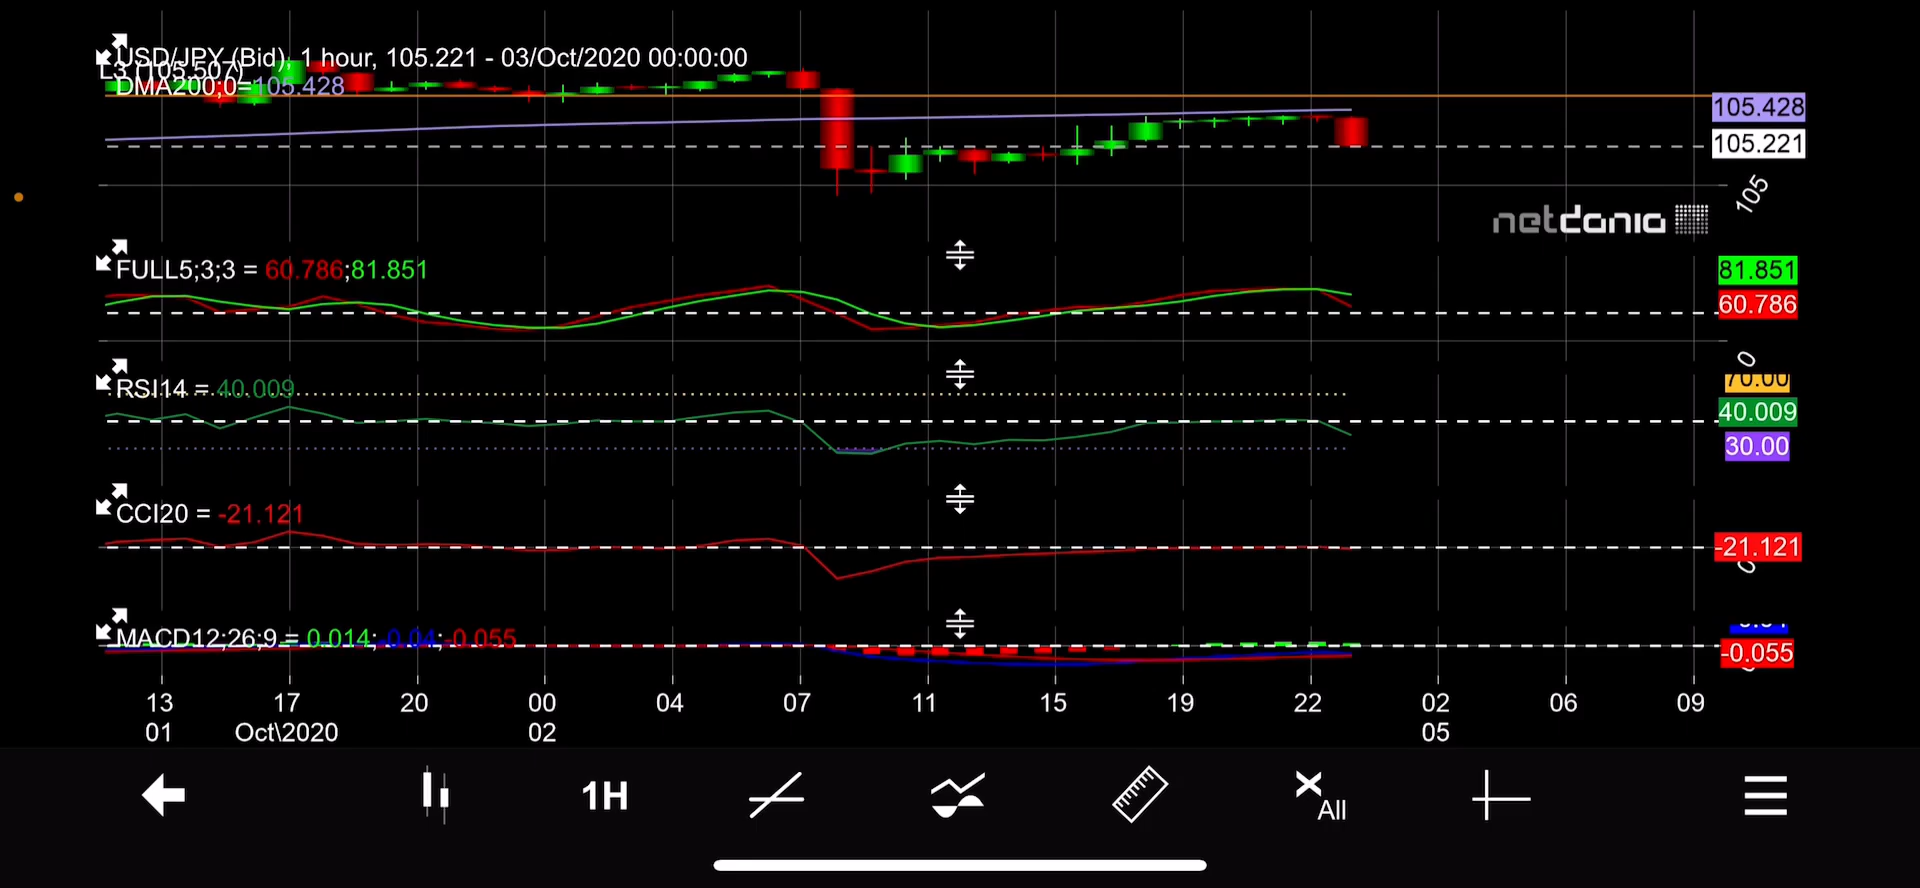 USD/JPY (Bid), 1 hour, 105.221 - 03/Oct/2020 00:00:00
L3 (105.507)
DMA200;0=105.428
105.428
105.221
105
netdania
FULL5;3;3 = 60.786;81.851
81.851
60.786
0
RSI14 = 40.009
70.00
40.009
30.00
CCI20 = -21.121
-21.121
0
MACD12;26;9 = 0.014;-0.04;-0.055
-0.055
13 17 20 00 04 07 11 15 19 22 02 06 09
01 Oct\2020 02 05
1H
All